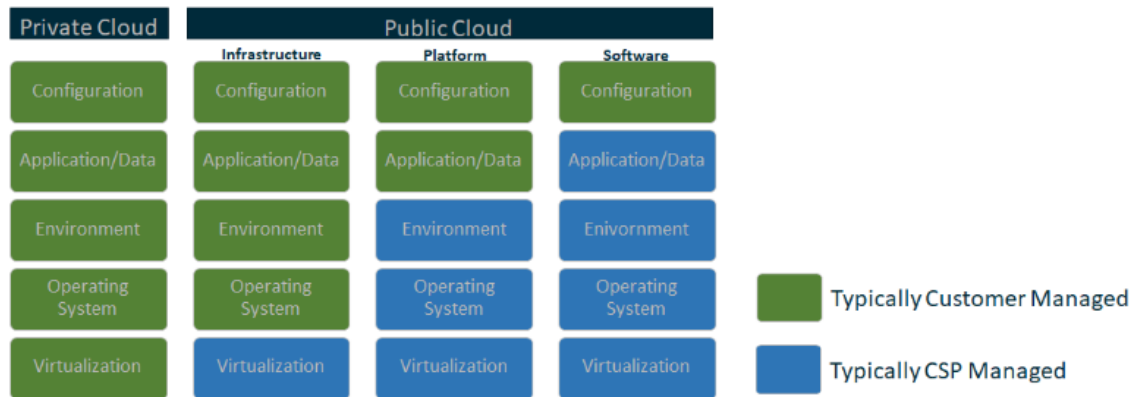 Private Cloud
Public Cloud
Infrastructure
Platform
Software
Configuration
Configuration
Configuration
Configuration
Application/Data
Application/Data
Application/Data
Application/Data
Environment
Environment
Environment
Enivornment
Operating
System
Operating
System
Operating
System
Operating
System
Virtualization
Virtualization
Virtualization
Virtualization
Typically Customer Managed
Typically CSP Managed